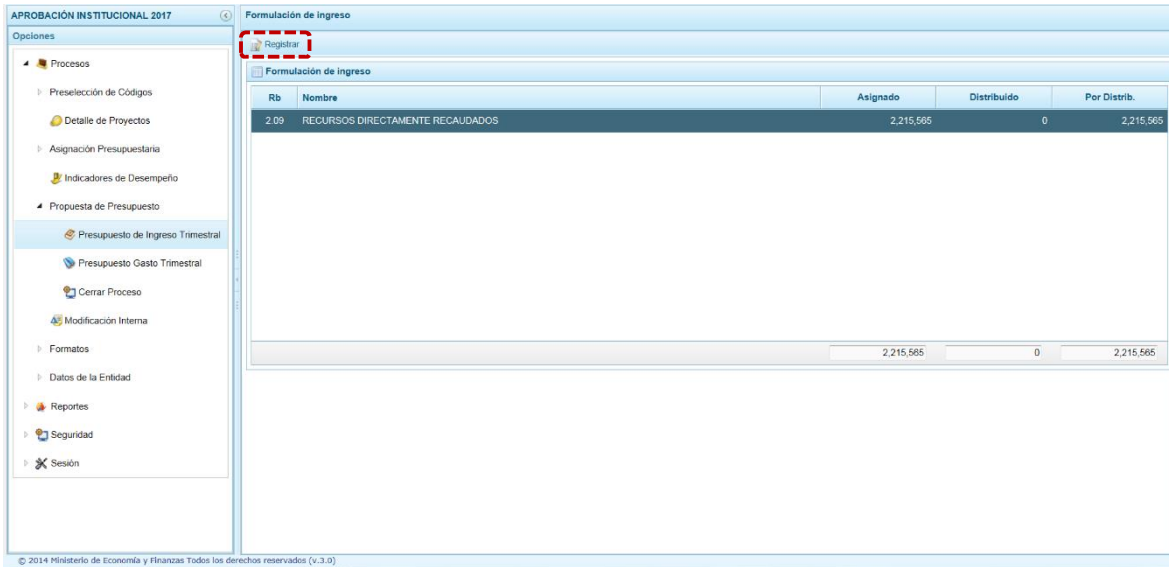 APROBACIÓN INSTITUCIONAL 2017
Opciones
Procesos
Preselección de Códigos
Detalle de Proyectos
Asignación Presupuestaria
Indicadores de Desempeño
Propuesta de Presupuesto
Presupuesto de Ingreso Trimestral
Presupuesto Gasto Trimestral
Cerrar Proceso
Modificación Interna
Formatos
Datos de la Entidad
Reportes
Seguridad
Sesión
Formulación de ingreso
Registrar
Formulación de ingreso
Rb Nombre Asignado Distribuido Por Distrib.
2.09 RECURSOS DIRECTAMENTE RECAUDADOS 2,215,565 0 2,215,565
2,215,565 0 2,215,565
© 2014 Ministerio de Economía y Finanzas Todos los derechos reservados (v.3.0)